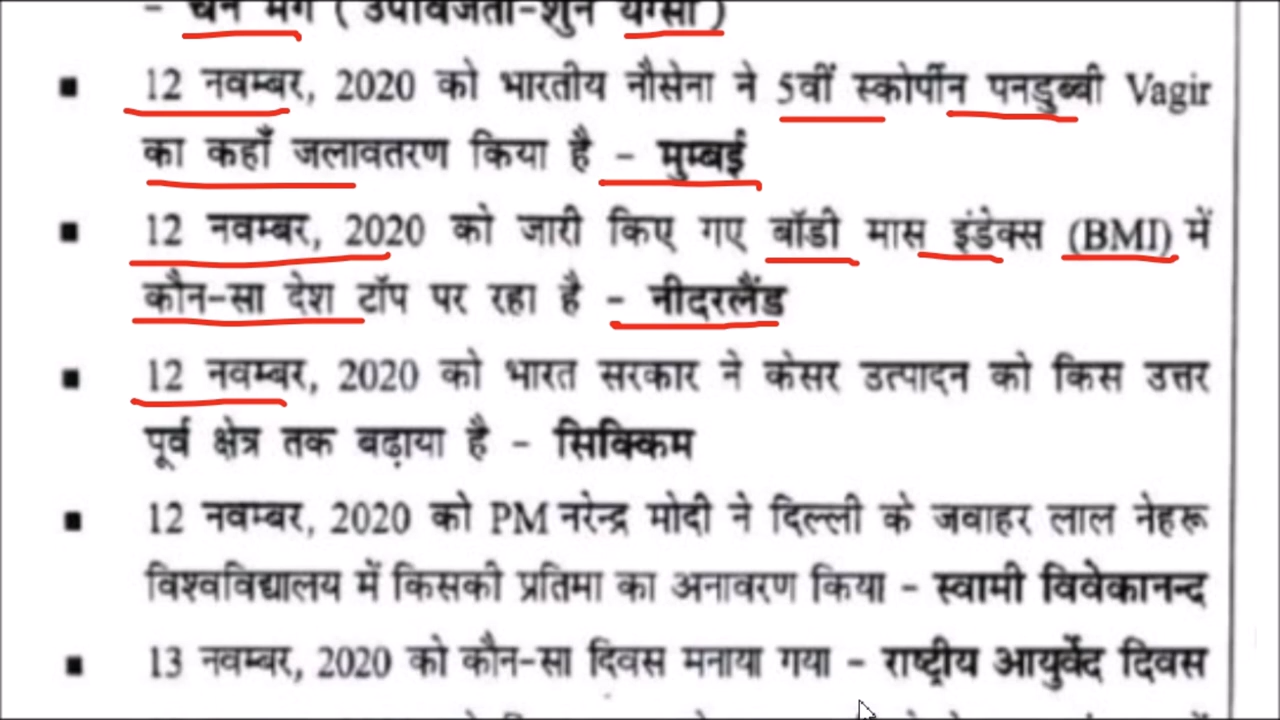 - चेन मेंग ( उपविजेता-शुन यिंग्सा )
▪ 12 नवम्बर, 2020 को भारतीय नौसेना ने 5वीं स्कोर्पीन पनडुब्बी Vagir
का कहाँ जलावतरण किया है - मुम्बई
▪ 12 नवम्बर, 2020 को जारी किए गए बॉडी मास इंडेक्स (BMI) में
कौन-सा देश टॉप पर रहा है - नीदरलैंड
▪ 12 नवम्बर, 2020 को भारत सरकार ने केसर उत्पादन को किस उत्तर
पूर्व क्षेत्र तक बढ़ाया है - सिक्किम
▪ 12 नवम्बर, 2020 को PM नरेन्द्र मोदी ने दिल्ली के जवाहर लाल नेहरू
विश्वविद्यालय में किसकी प्रतिमा का अनावरण किया - स्वामी विवेकानन्द
▪ 13 नवम्बर, 2020 को कौन-सा दिवस मनाया गया - राष्ट्रीय आयुर्वेद दिवस